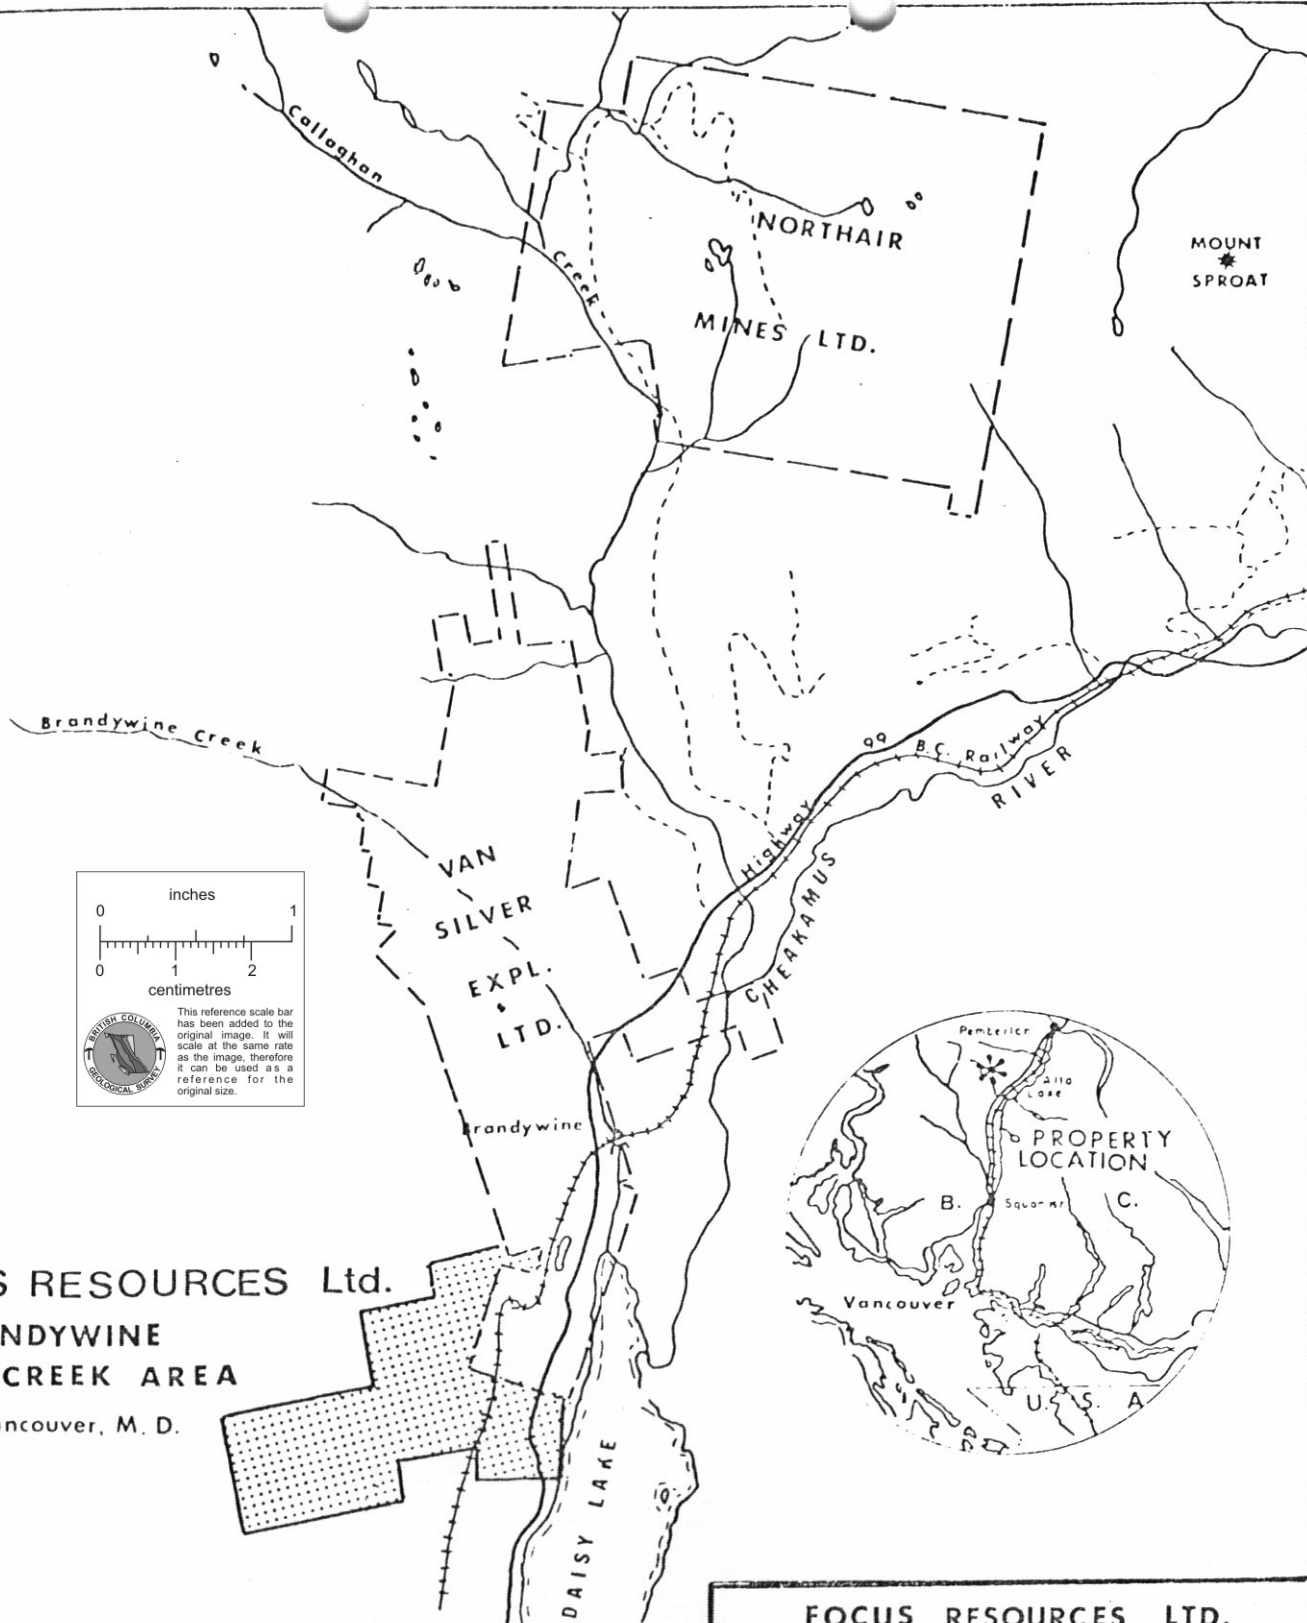 Callaghan
Creek
NORTHAIR
MINES LTD.
MOUNT
SPROAT
Brandywine Creek
99
B.C. Railway
RIVER
Highway
CHEAKAMUS
VAN
SILVER
EXPL.
LTD.
inches
0 1
0 1 2
centimetres
BRITISH COLUMBIA
GEOLOGICAL SURVEY
This reference scale bar
has been added to the
original image. It will
scale at the same rate
as the image, therefore
it can be used as a
reference for the
original size.
Brandywine
Alta
Lake
PROPERTY
LOCATION
B. C.
Vancouver
U. S. A
S RESOURCES Ltd.
NDYWINE
CREEK AREA
ncouver, M. D.
DAISY LAKE
FOCUS RESOURCES LTD.